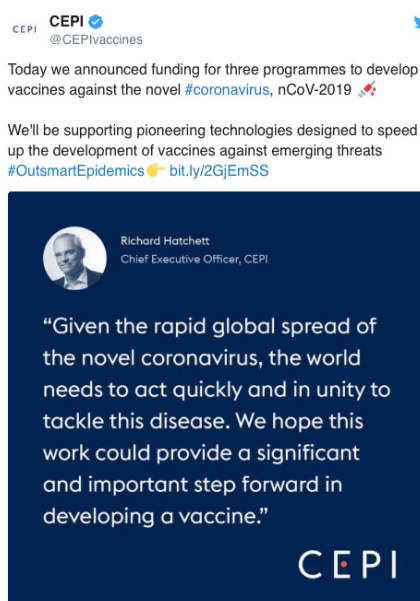 CEPI
CEPI
@CEPIvaccines
Today we announced funding for three programmes to develop
vaccines against the novel #coronavirus, nCoV-2019
We'll be supporting pioneering technologies designed to speed
up the development of vaccines against emerging threats
#OutsmartEpidemics bit.ly/2GjEmSS
Richard Hatchett
Chief Executive Officer, CEPI
“Given the rapid global spread of
the novel coronavirus, the world
needs to act quickly and in unity to
tackle this disease. We hope this
work could provide a significant
and important step forward in
developing a vaccine.”
CEPI